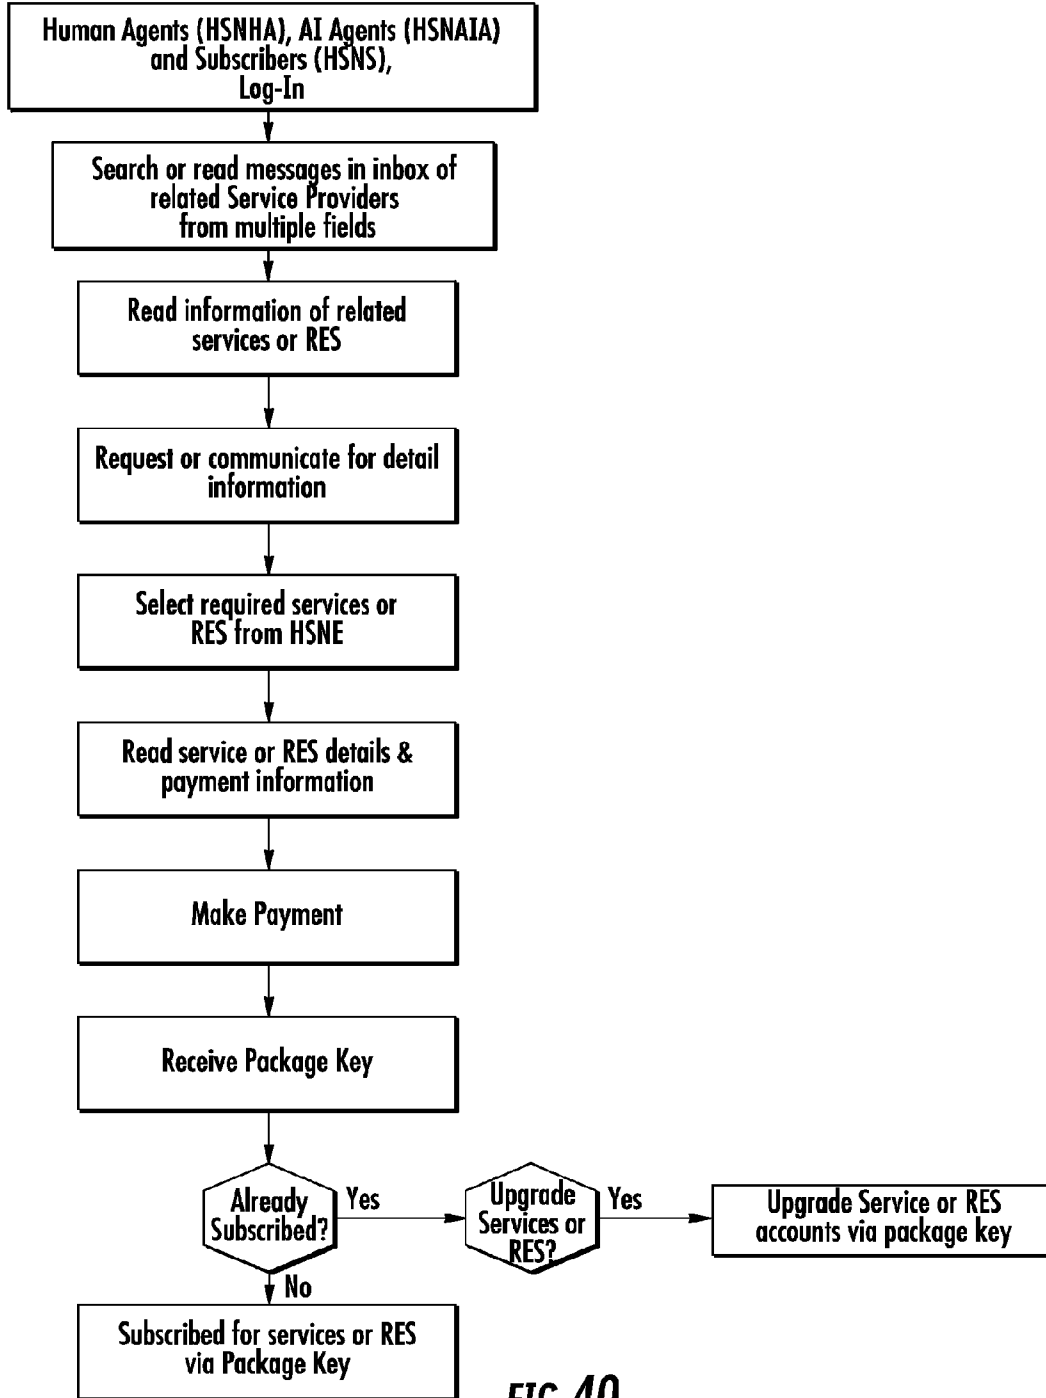 Human Agents (HSNHA), AI Agents (HSNAIA)
and Subscribers (HSNS),
Log-In
Search or read messages in inbox of
related Service Providers
from multiple fields
Read information of related
services or RES
Request or communicate for detail
information
Select required services or
RES from HSNE
Read service or RES details &
payment information
Make Payment
Receive Package Key
Already
Subscribed?
Yes
Upgrade
Services or
RES?
Yes
Upgrade Service or RES
accounts via package key
No
Subscribed for services or RES
via Package Key
FIG. 40